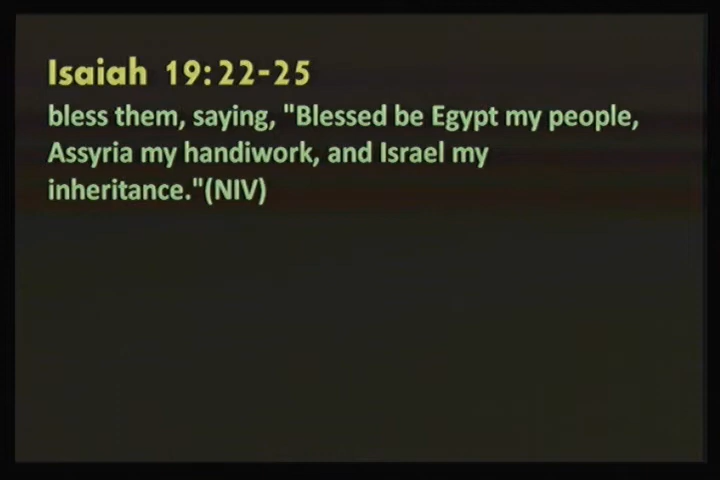 Isaiah 19:22-25
bless them, saying, "Blessed be Egypt my people,
Assyria my handiwork, and Israel my
inheritance."(NIV)